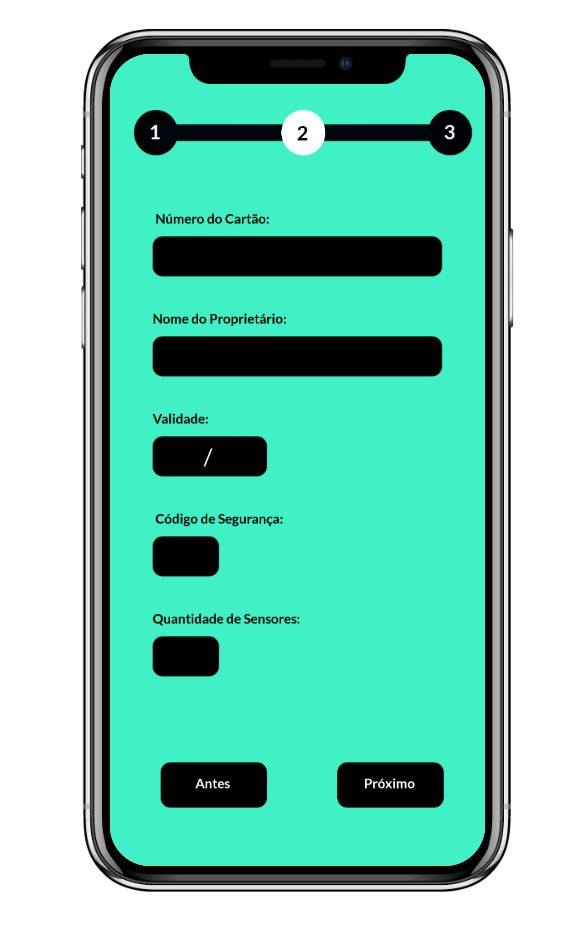 1 2 3
Número do Cartão:
Nome do Proprietário:
Validade:
/
Código de Segurança:
Quantidade de Sensores:
Antes Próximo